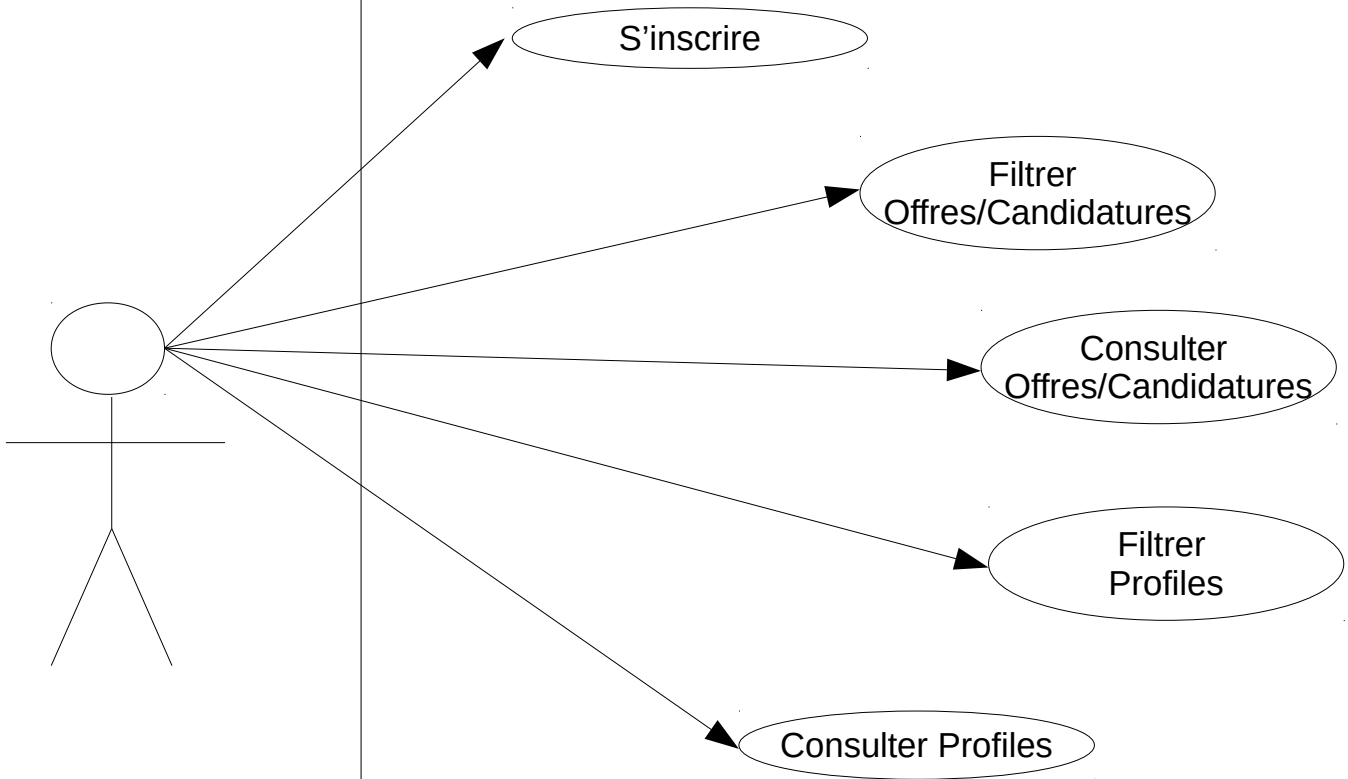 S’inscrire
Filtrer
Offres/Candidatures
Consulter
Offres/Candidatures
Filtrer
Profiles
Consulter Profiles